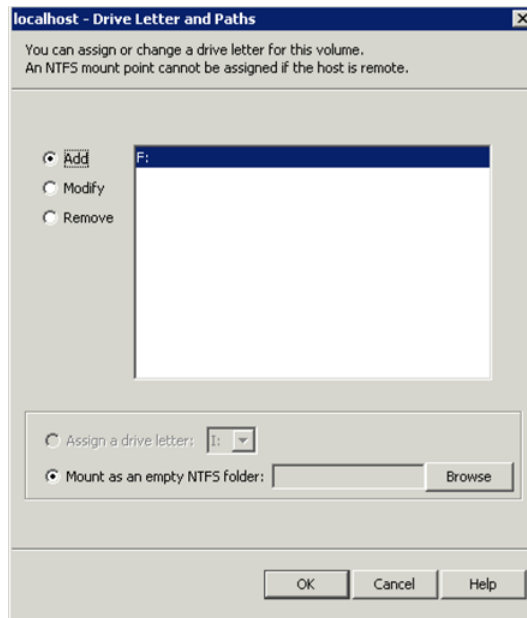 localhost - Drive Letter and Paths
You can assign or change a drive letter for this volume.
An NTFS mount point cannot be assigned if the host is remote.
Add
F:
Modify
Remove
Assign a drive letter: I:
Mount as an empty NTFS folder: Browse
OK Cancel Help